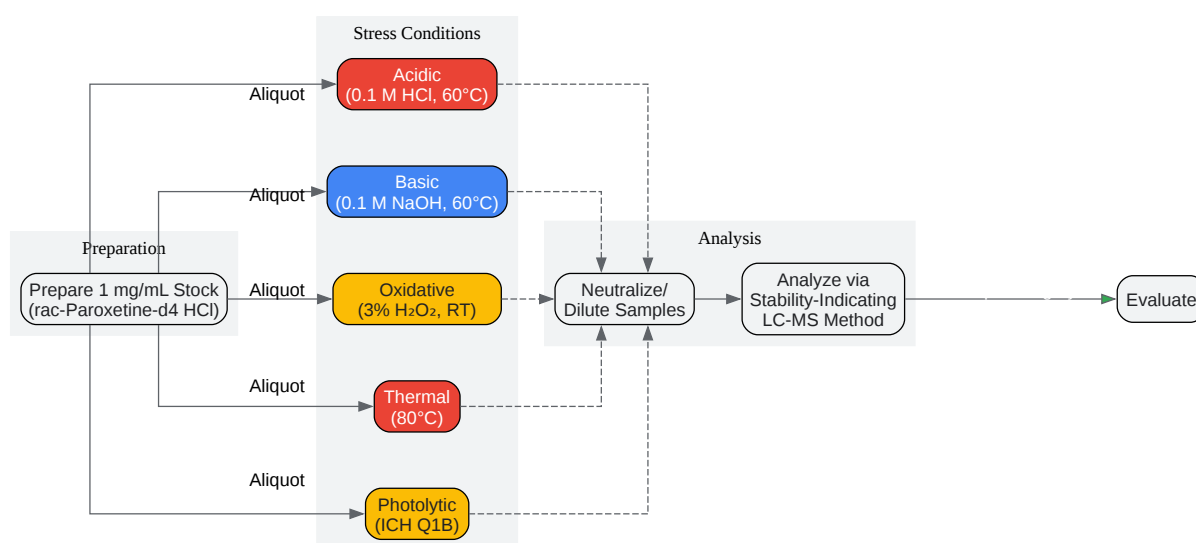 Stress Conditions
Acidic
(0.1 M HCl, 60°C)
Aliquot
Basic
(0.1 M NaOH, 60°C)
Aliquot
Preparation
Prepare 1 mg/mL Stock
(rac-Paroxetine-d4 HCl)
Aliquot
Oxidative
(3% H₂O₂, RT)
Aliquot
Thermal
(80°C)
Aliquot
Photolytic
(ICH Q1B)
Analysis
Neutralize/
Dilute Samples
Analyze via
Stability-Indicating
LC-MS Method
Evaluate